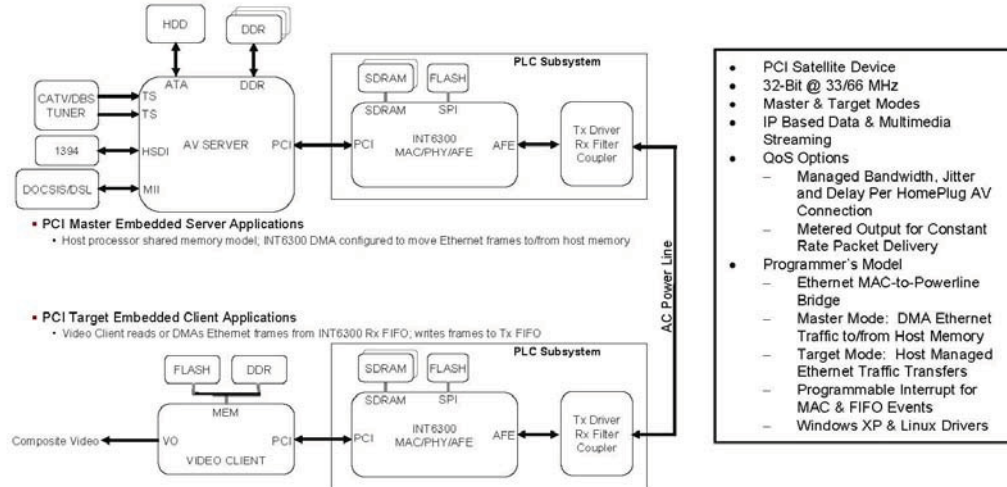 HDD
DDR
PLC Subsystem
SDRAM
FLASH
CATV/DBS
TUNER
TS
TS
ATA
DDR
SDRAM
SPI
1394
HSDI
AV SERVER
PCI
PCI
INT6300
MAC/PHY/AFE
AFE
Tx Driver
Rx Filter
Coupler
DOCSIS/DSL
MII
▪ PCI Master Embedded Server Applications
• Host processor shared memory model; INT6300 DMA configured to move Ethernet frames to/from host memory
AC Power Line
▪ PCI Target Embedded Client Applications
• Video Client reads or DMAs Ethernet frames from INT6300 Rx FIFO; writes frames to Tx FIFO
PLC Subsystem
FLASH
DDR
SDRAM
FLASH
MEM
SDRAM
SPI
Composite Video
VO
PCI
VIDEO CLIENT
PCI
INT6300
MAC/PHY/AFE
AFE
Tx Driver
Rx Filter
Coupler
• PCI Satellite Device
• 32-Bit @ 33/66 MHz
• Master & Target Modes
• IP Based Data & Multimedia
Streaming
• QoS Options
– Managed Bandwidth, Jitter
and Delay Per HomePlug AV
Connection
– Metered Output for Constant
Rate Packet Delivery
• Programmer's Model
– Ethernet MAC-to-Powerline
Bridge
– Master Mode: DMA Ethernet
Traffic to/from Host Memory
– Target Mode: Host Managed
Ethernet Traffic Transfers
– Programmable Interrupt for
MAC & FIFO Events
– Windows XP & Linux Drivers